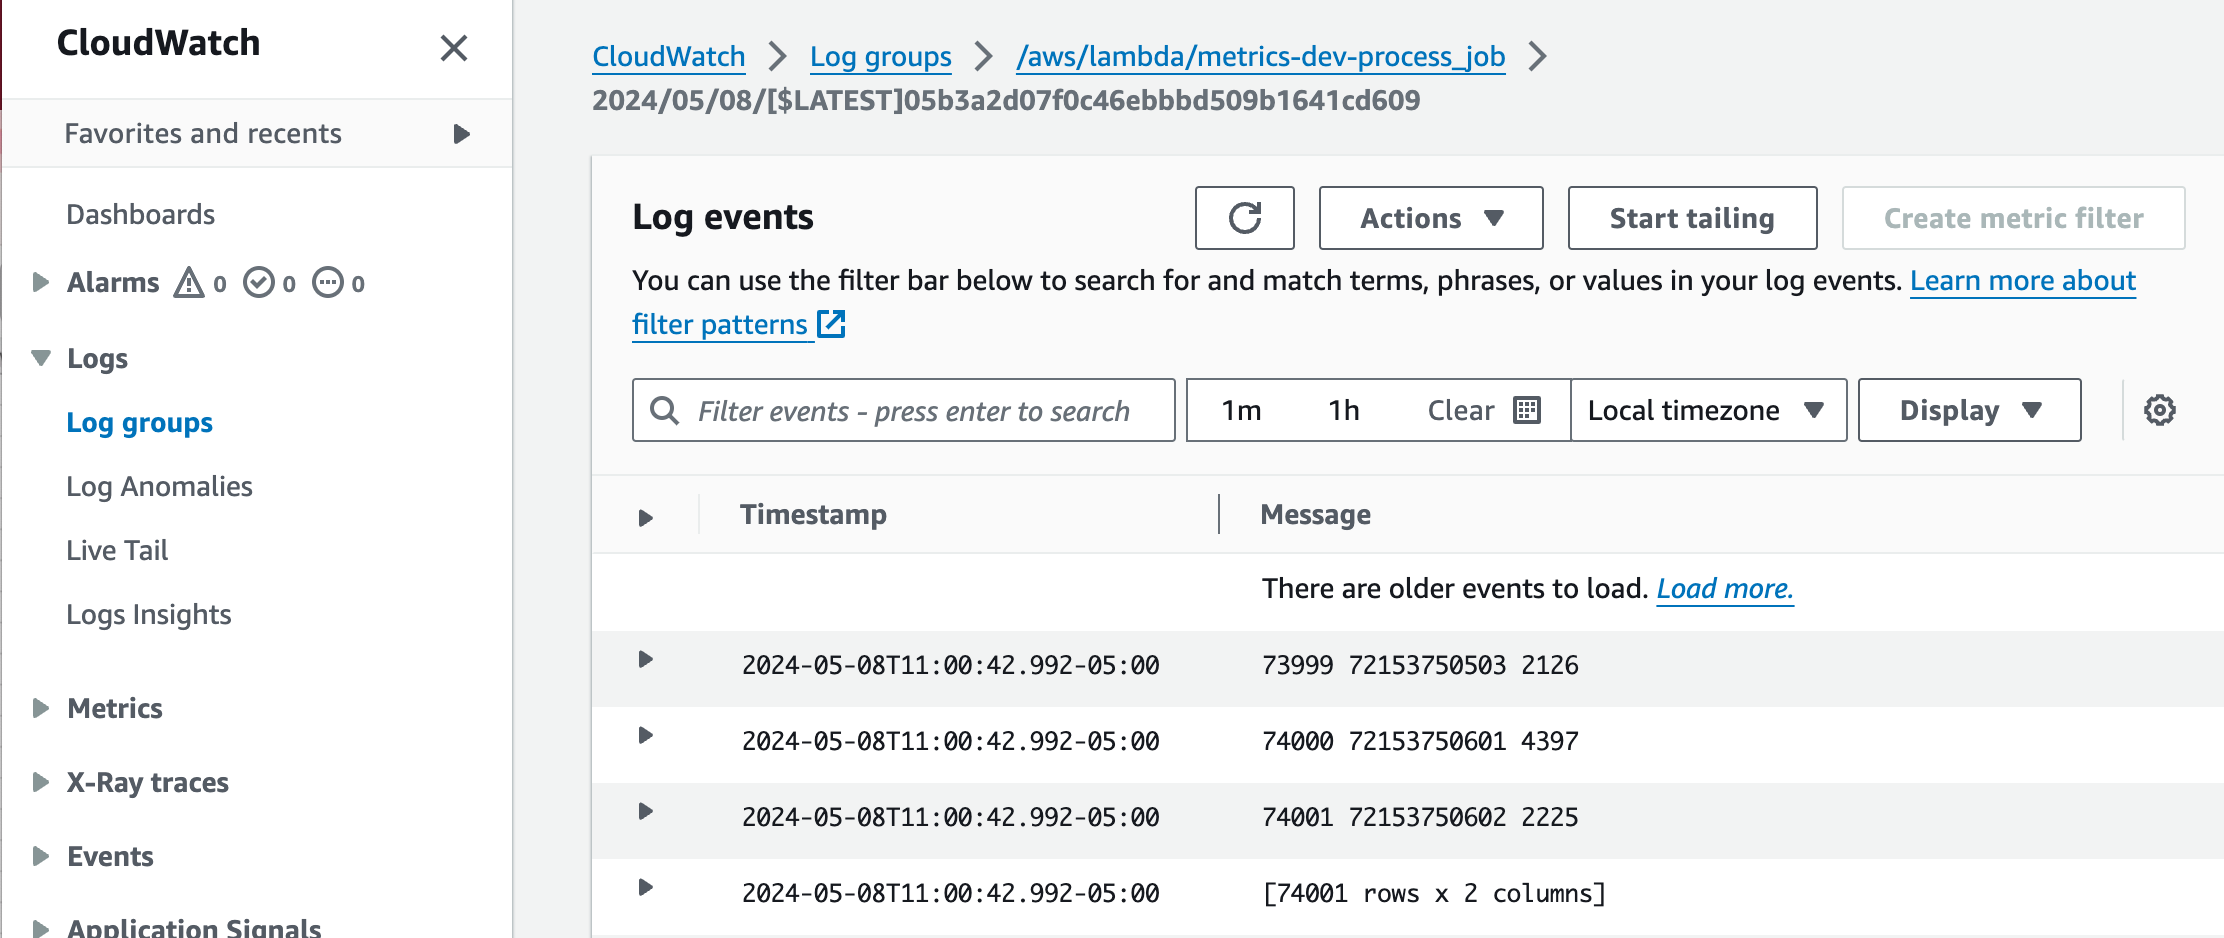 CloudWatch
Favorites and recents
Dashboards
Alarms 0 0 0
Logs
Log groups
Log Anomalies
Live Tail
Logs Insights
Metrics
X-Ray traces
Events
Application Signals
CloudWatch Log groups /aws/lambda/metrics-dev-process_job
2024/05/08/[$LATEST]05b3a2d07f0c46ebbbd509b1641cd609
Log events
Actions Start tailing Create metric filter
You can use the filter bar below to search for and match terms, phrases, or values in your log events. Learn more about
filter patterns
Filter events - press enter to search 1m 1h Clear Local timezone Display
Timestamp Message
There are older events to load. Load more.
2024-05-08T11:00:42.992-05:00 73999 72153750503 2126
2024-05-08T11:00:42.992-05:00 74000 72153750601 4397
2024-05-08T11:00:42.992-05:00 74001 72153750602 2225
2024-05-08T11:00:42.992-05:00 [74001 rows x 2 columns]